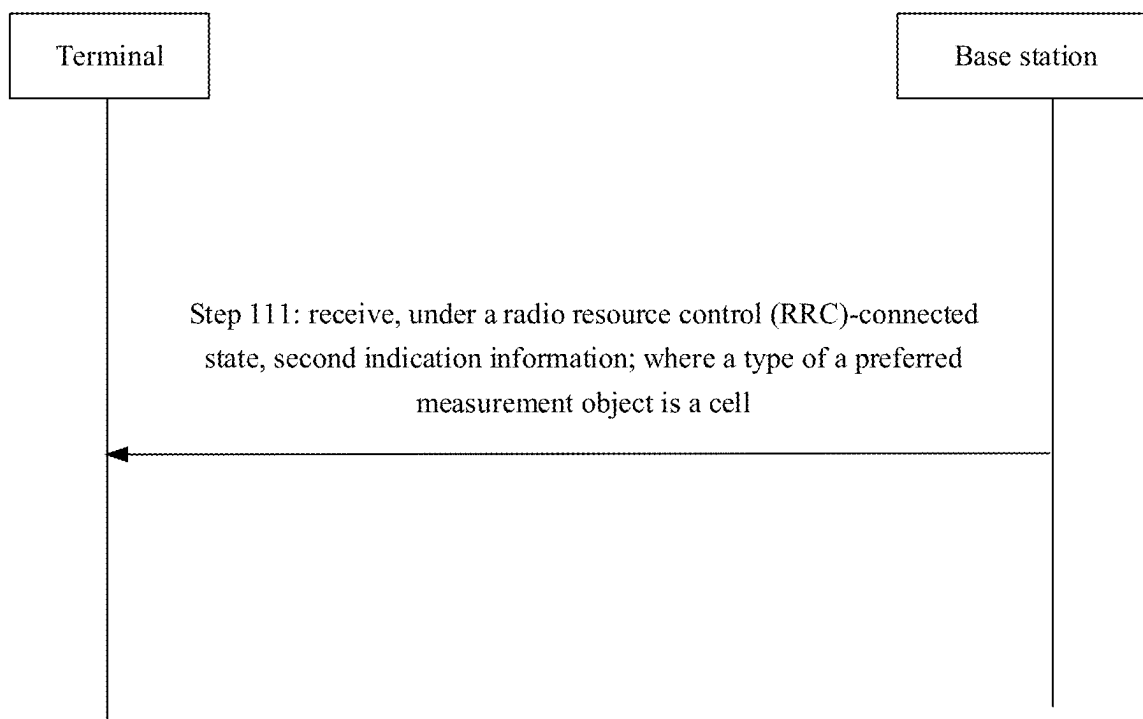 Terminal
Base station
Step 111: receive, under a radio resource control (RRC)-connected
state, second indication information; where a type of a preferred
measurement object is a cell